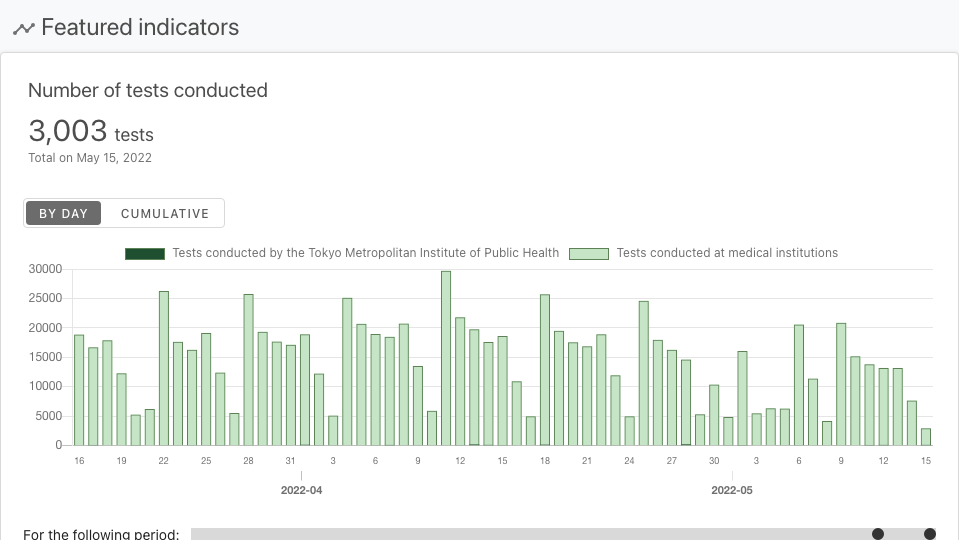 Featured indicators
Number of tests conducted
3,003 tests
Total on May 15, 2022
BY DAY CUMULATIVE
Tests conducted by the Tokyo Metropolitan Institute of Public Health Tests conducted at medical institutions
30000
25000
20000
15000
10000
5000
0
16 19 22 25 28 31 3 6 9 12 15 18 21 24 27 30 3 6 9 12 15
2022-04 2022-05
For the following period: